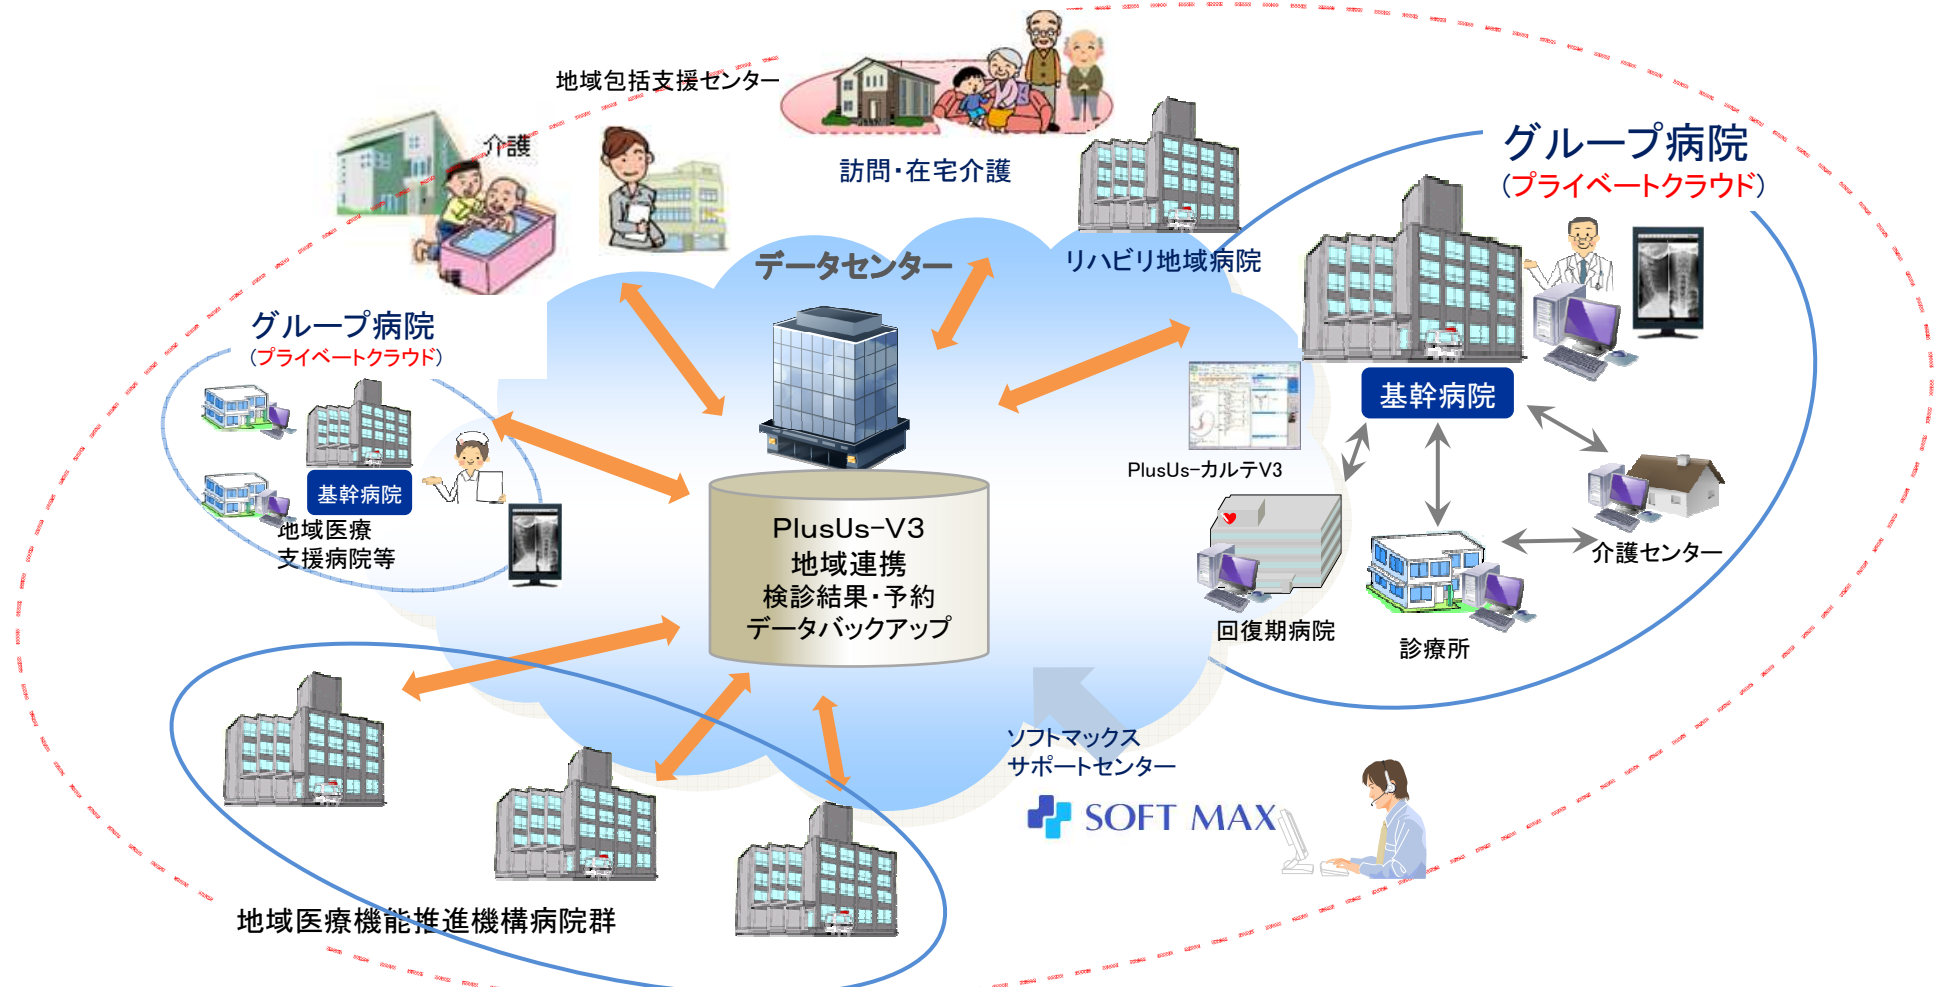 地域包括支援センター
介護
訪問・在宅介護
グループ病院
（プライベートクラウド）
データセンター
リハビリ地域病院
グループ病院
（プライベートクラウド）
基幹病院
PlusUs-カルテV3
基幹病院
地域医療
支援病院等
PlusUs-V3
地域連携
検診結果・予約
データバックアップ
介護センター
回復期病院
診療所
ソフトマックス
サポートセンター
SOFT MAX
地域医療機能推進機構病院群